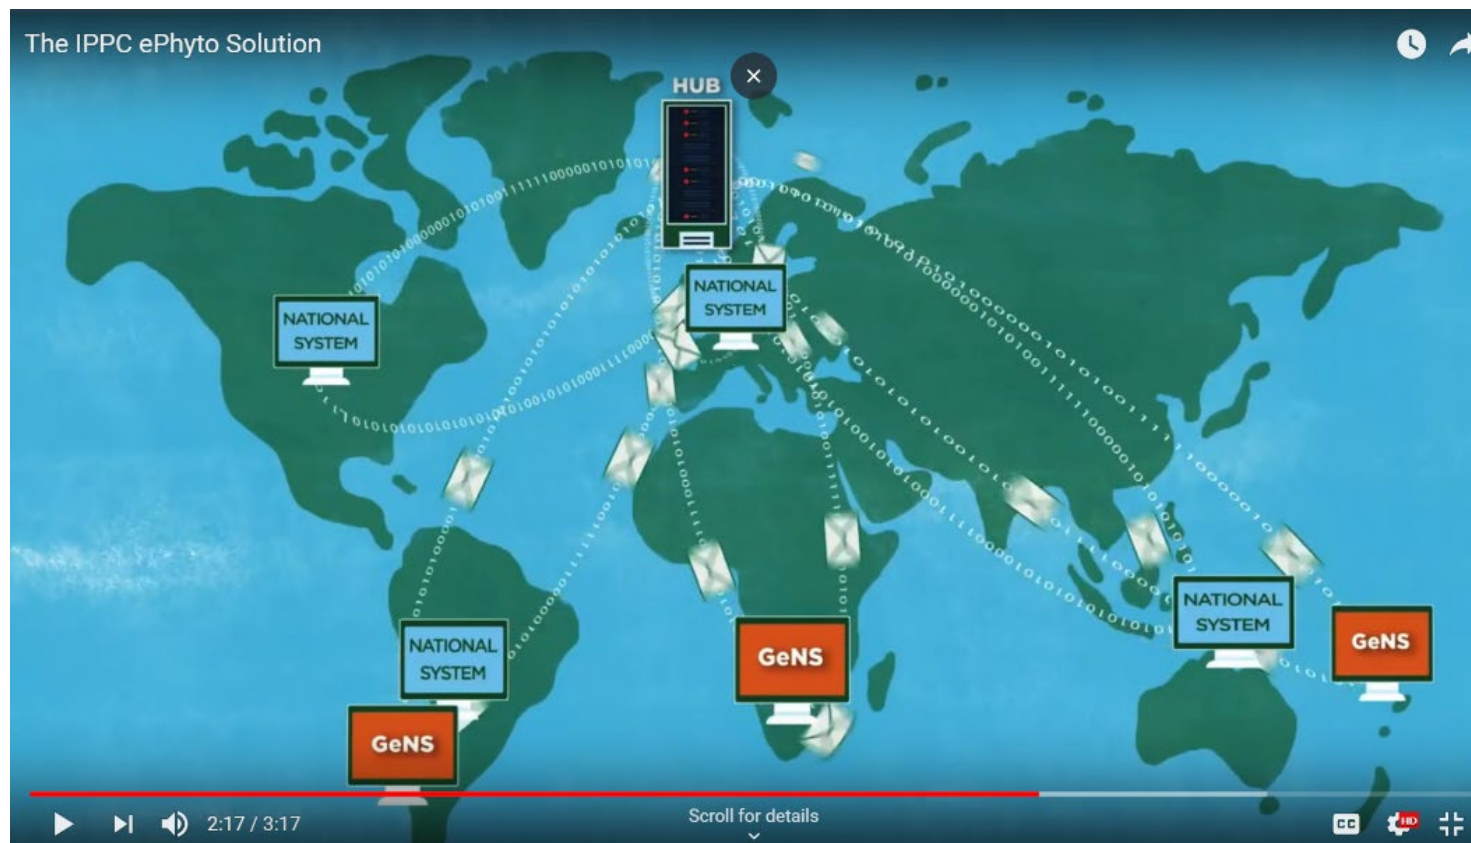 The IPPC ePhyto Solution
HUB
NATIONAL
SYSTEM
NATIONAL
SYSTEM
NATIONAL
SYSTEM
GeNS
GeNS
NATIONAL
SYSTEM
GeNS
Scroll for details
2:17 / 3:17
CC
HD